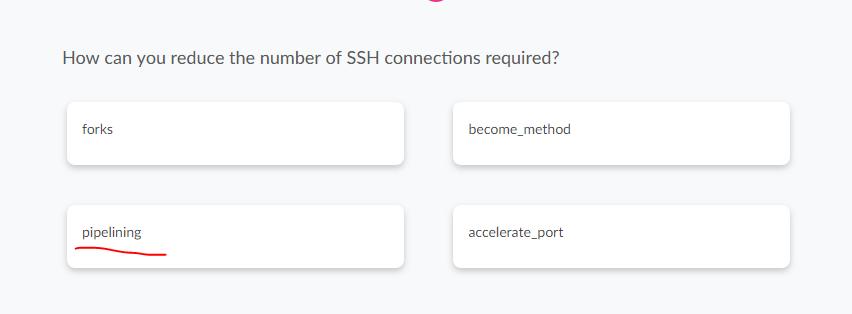 How can you reduce the number of SSH connections required?
forks
become_method
pipelining
accelerate_port